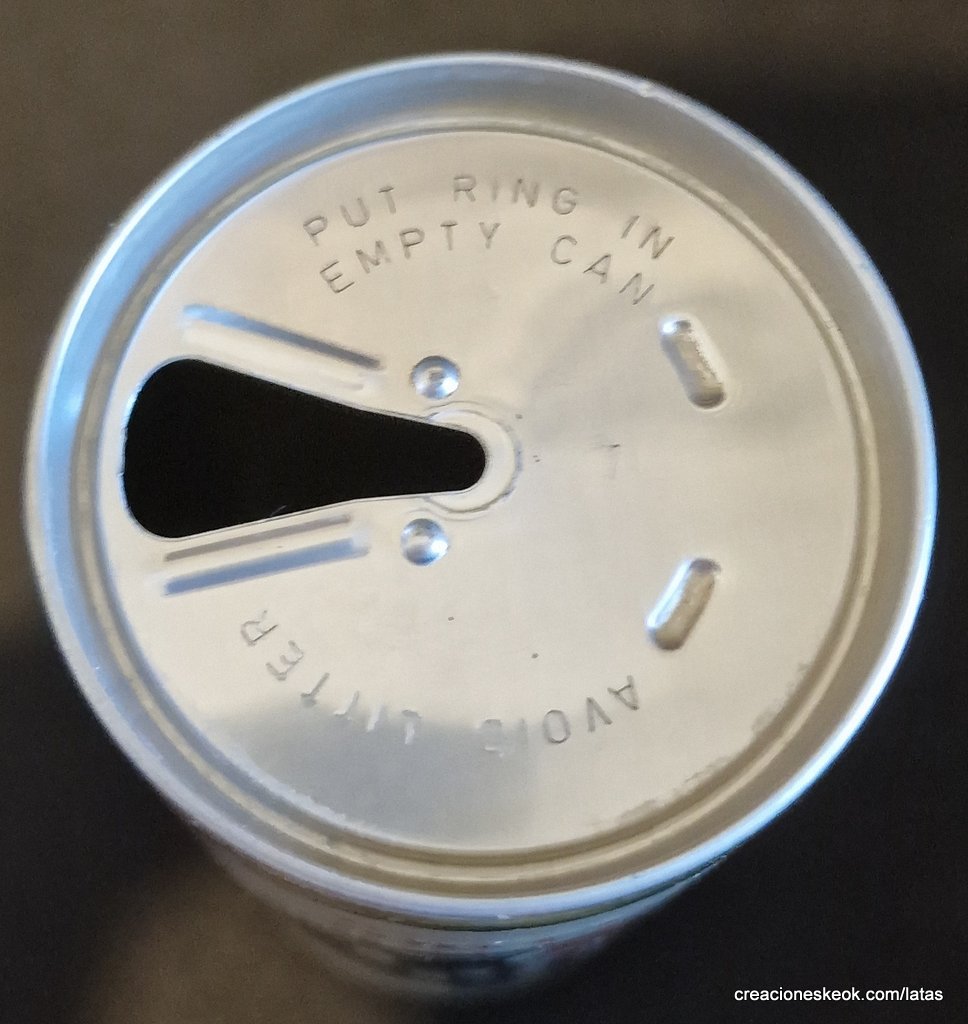 PUT RING IN
EMPTY CAN
AVOID LITTER
creacioneskeok.com/latas